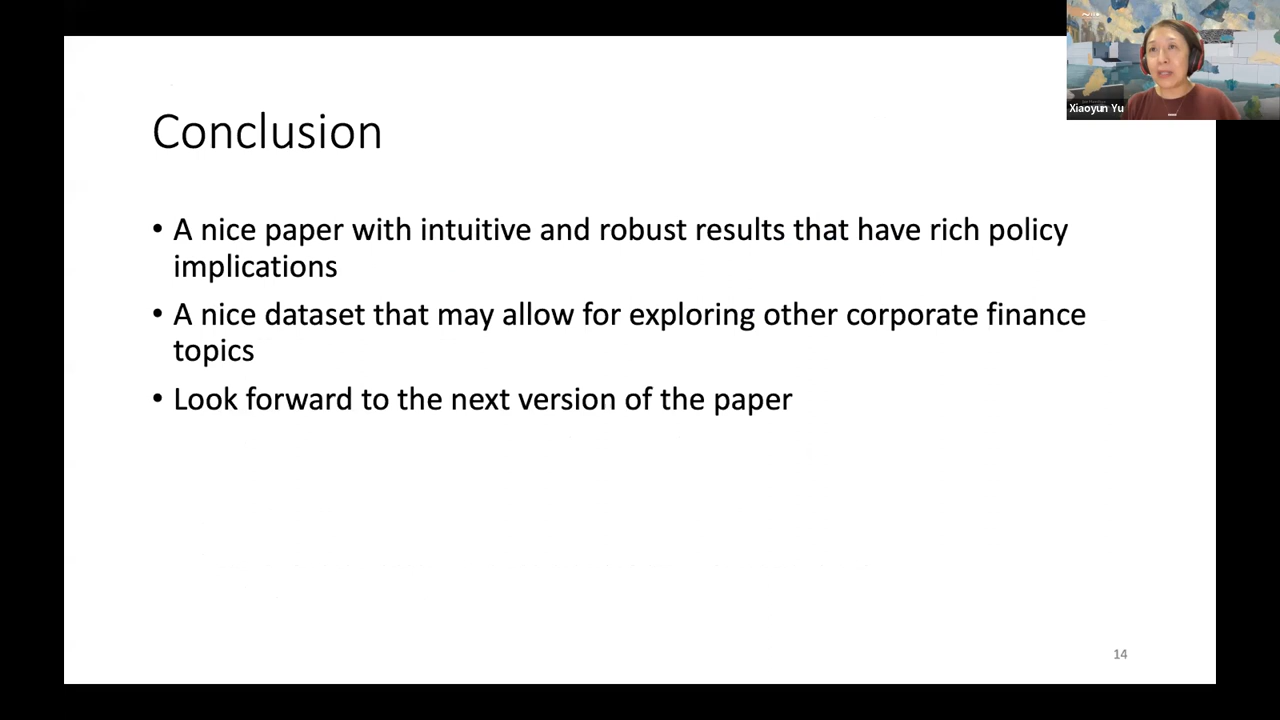 Xiaoyun Yu
Conclusion
• A nice paper with intuitive and robust results that have rich policy
implications
• A nice dataset that may allow for exploring other corporate finance
topics
• Look forward to the next version of the paper
14